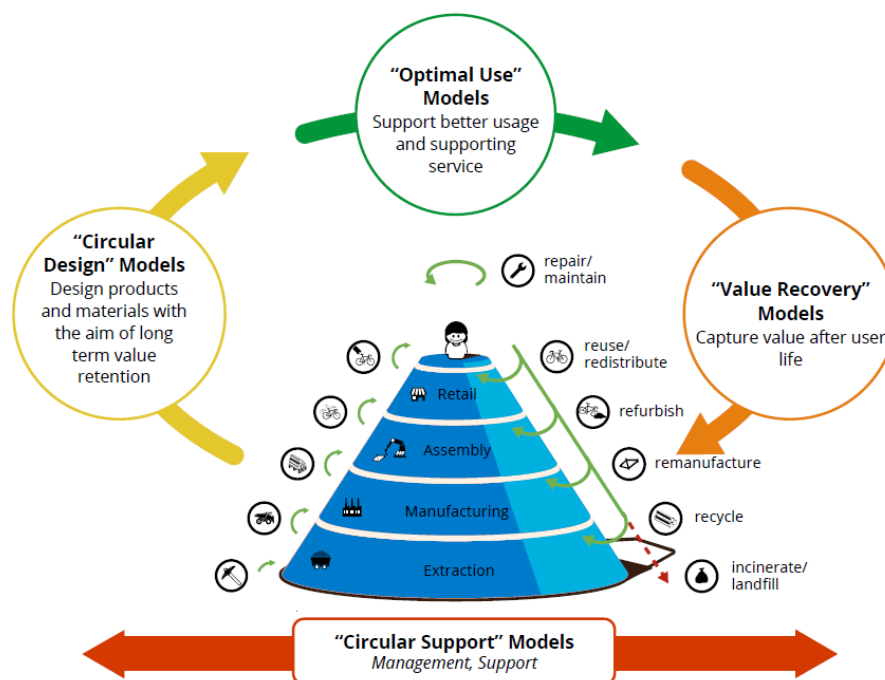 “Optimal Use”
Models
Support better usage
and supporting
service
“Circular
Design” Models
Design products
and materials with
the aim of long
term value
retention
“Value Recovery”
Models
Capture value after user
life
repair/
maintain
reuse/
redistribute
Retail
refurbish
Assembly
remanufacture
Manufacturing
recycle
Extraction
incinerate/
landfill
“Circular Support” Models
Management, Support